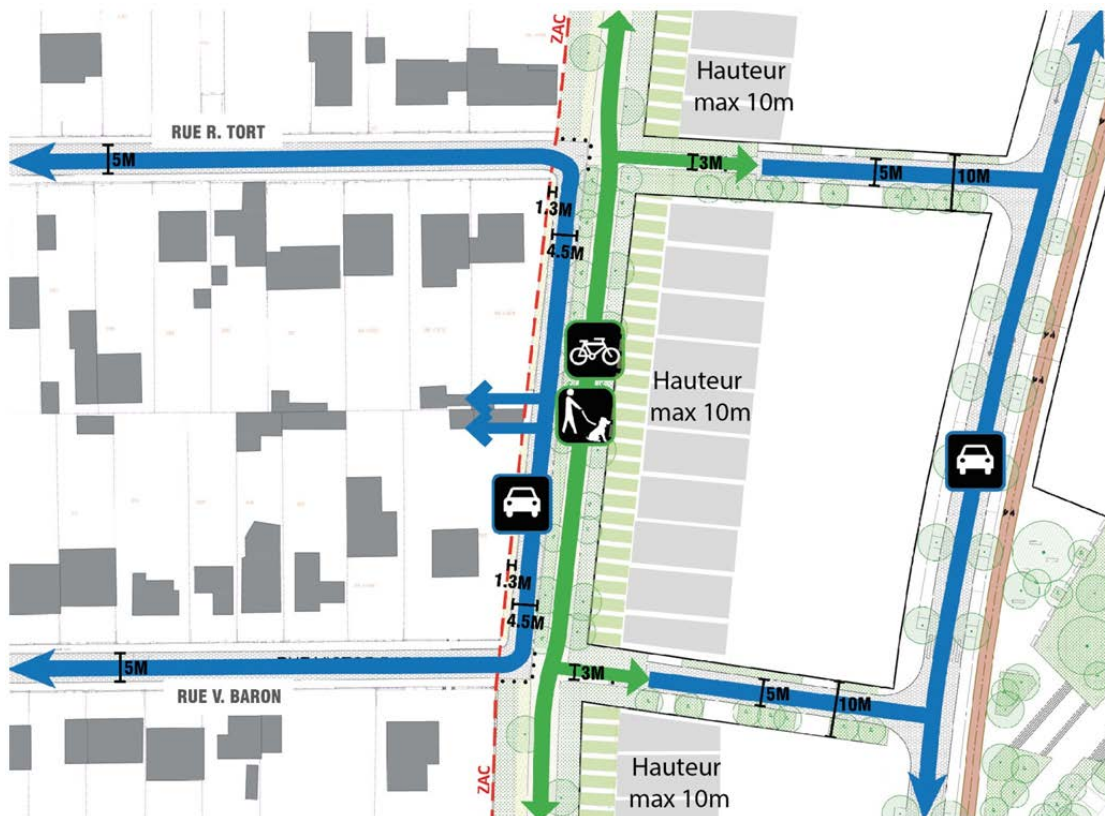 ZAC
Hauteur
max 10m
RUE R. TORT
5M
3M
5M
10M
1.3M
4.5M
Hauteur
max 10m
1.3M
4.5M
5M
3M
5M
10M
RUE V. BARON
Hauteur
max 10m
ZAC